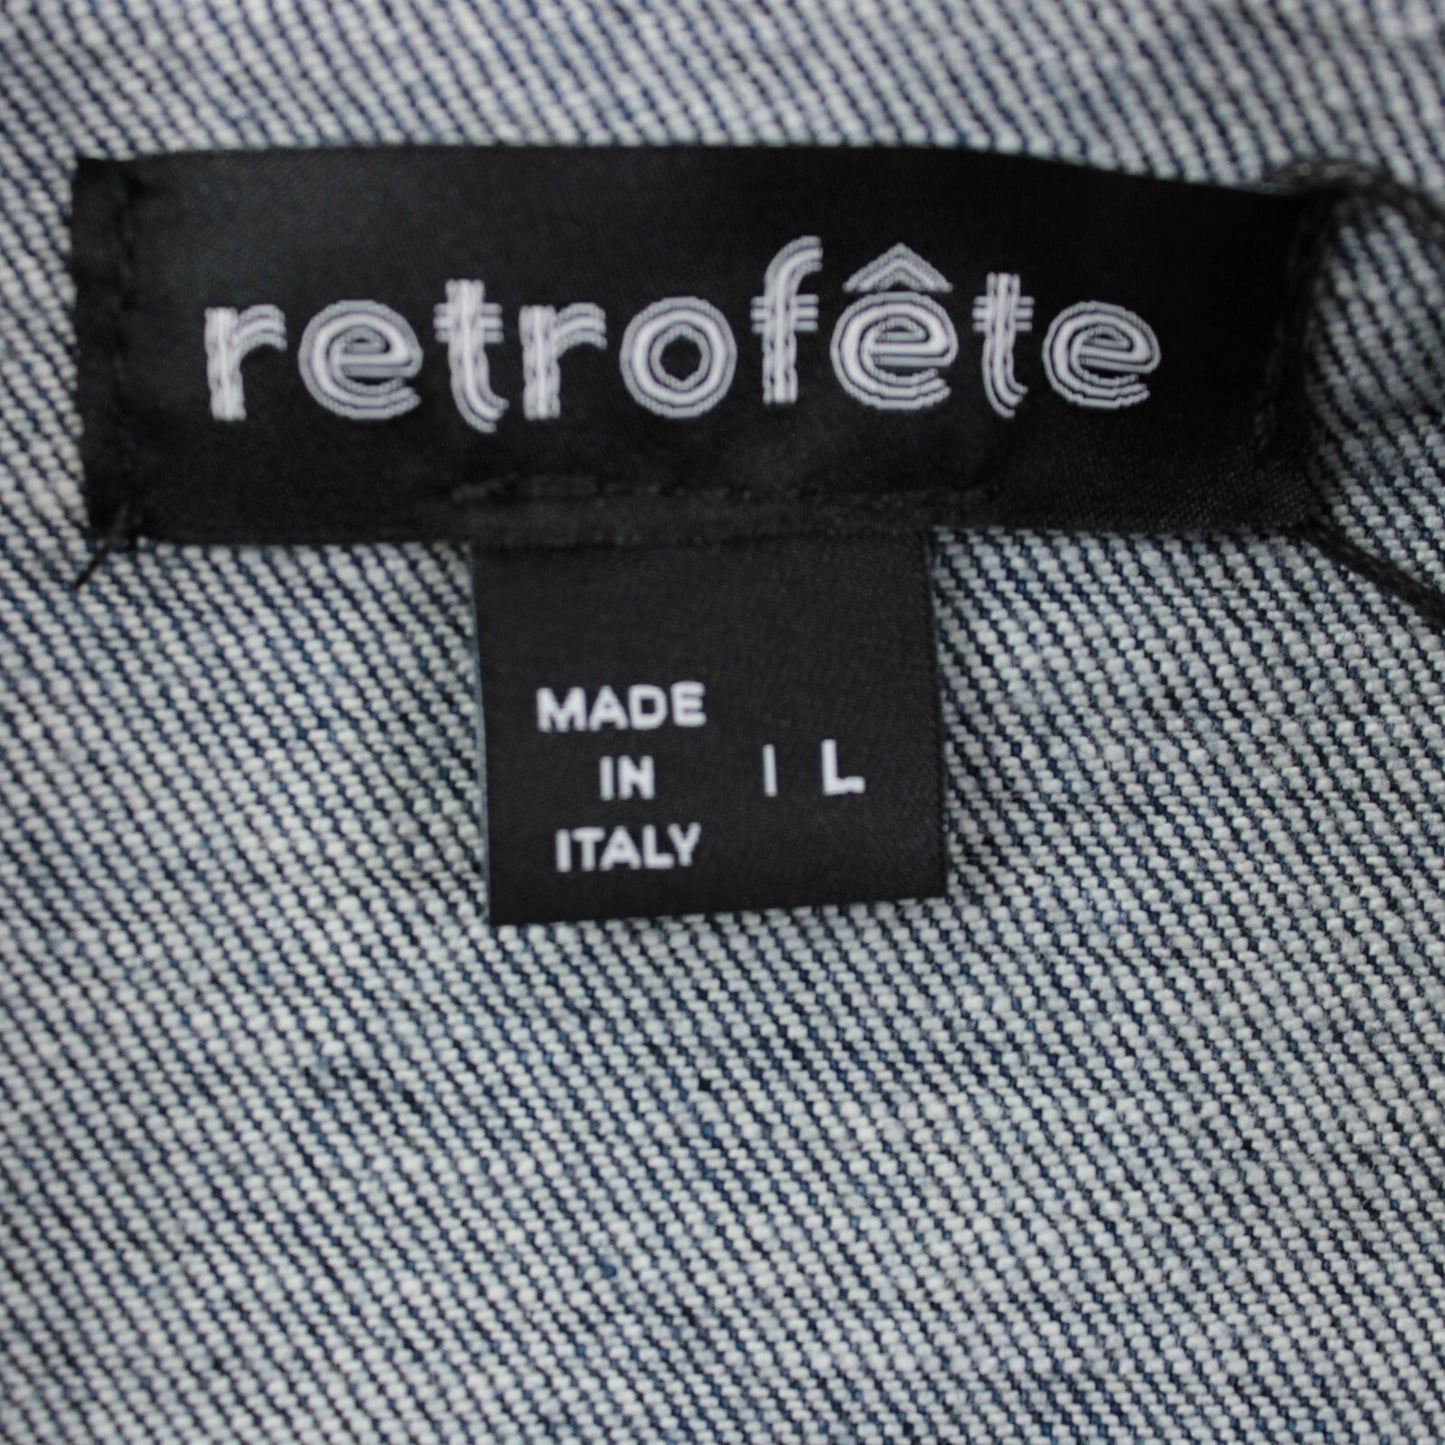 retrofête
MADE
IN | L
ITALY